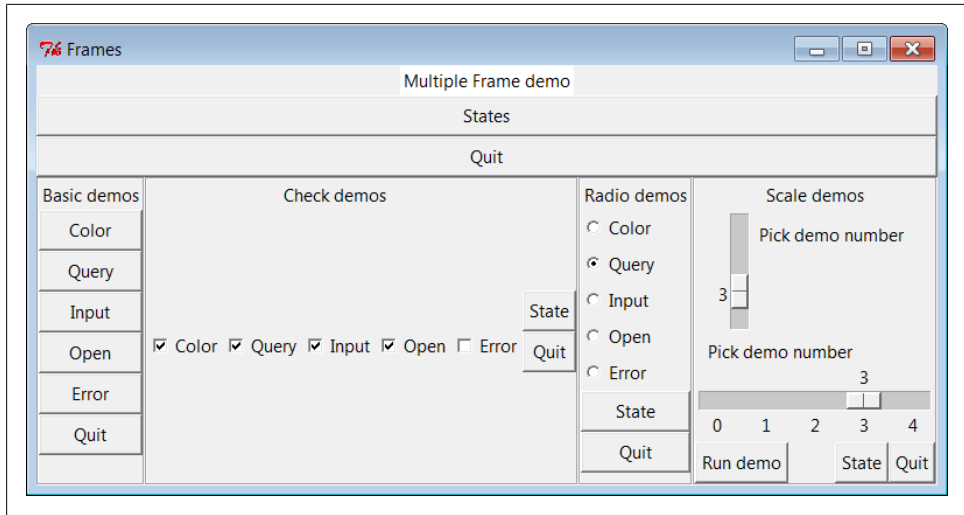 Frames
Multiple Frame demo
States
Quit
Basic demos
Color
Query
Input
Open
Error
Quit
Check demos
Color Query Input Open Error
State
Quit
Radio demos
Color
Query
Input
Open
Error
State
Quit
Scale demos
Pick demo number
3
Pick demo number
3
0 1 2 3 4
Run demo State Quit